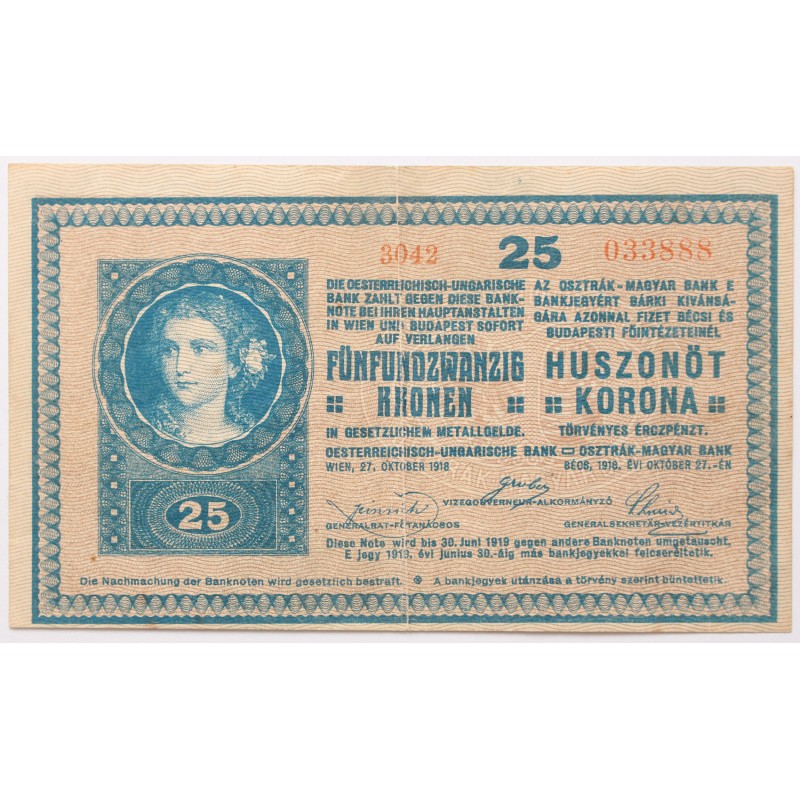 3042 25 033888
DIE OESTERREICHISCH-UNGARISCHE
BANK ZAHLT GEGEN DIESE BANK-
NOTE BEI IHREN HAUPTANSTALTEN
IN WIEN UND BUDAPEST SOFORT
AUF VERLANGEN
FÜNFUNDZWANZIG
KRONEN
IN GESETZLICHEM METALLGELDE.
AZ OSZTRÁK-MAGYAR BANK E
BANKJEGYÉRT BÁRKI KIVÁNSÁ-
GÁRA AZONNAL FIZET BÉCSI ÉS
BUDAPESTI FŐINTÉZETEINÉL
HUSZONÖT
KORONA
TÖRVÉNYES ÉRCZPÉNZT.
OESTERREICHISCH-UNGARISCHE BANK OSZTRÁK-MAGYAR BANK
WIEN, 27. OKTOBER 1918 BÉCS, 1918. ÉVI OKTÓBER 27.-ÉN
Gruber
VIZEGOUVERNEUR-ALKORMÁNYZÓ
GENERALRAT-FŐTANÁCSOS GENERALSEKRETÄR-VEZÉRTITKÁR
25
Diese Note wird bis 30. Juni 1919 gegen andere Banknoten umgetauscht.
E jegy 1919. évi junius 30.-áig más bankjegyekkel felcseréltetik.
Die Nachmachung der Banknoten wird gesetzlich bestraft. A bankjegyek utánzása a törvény szerint büntettetik.